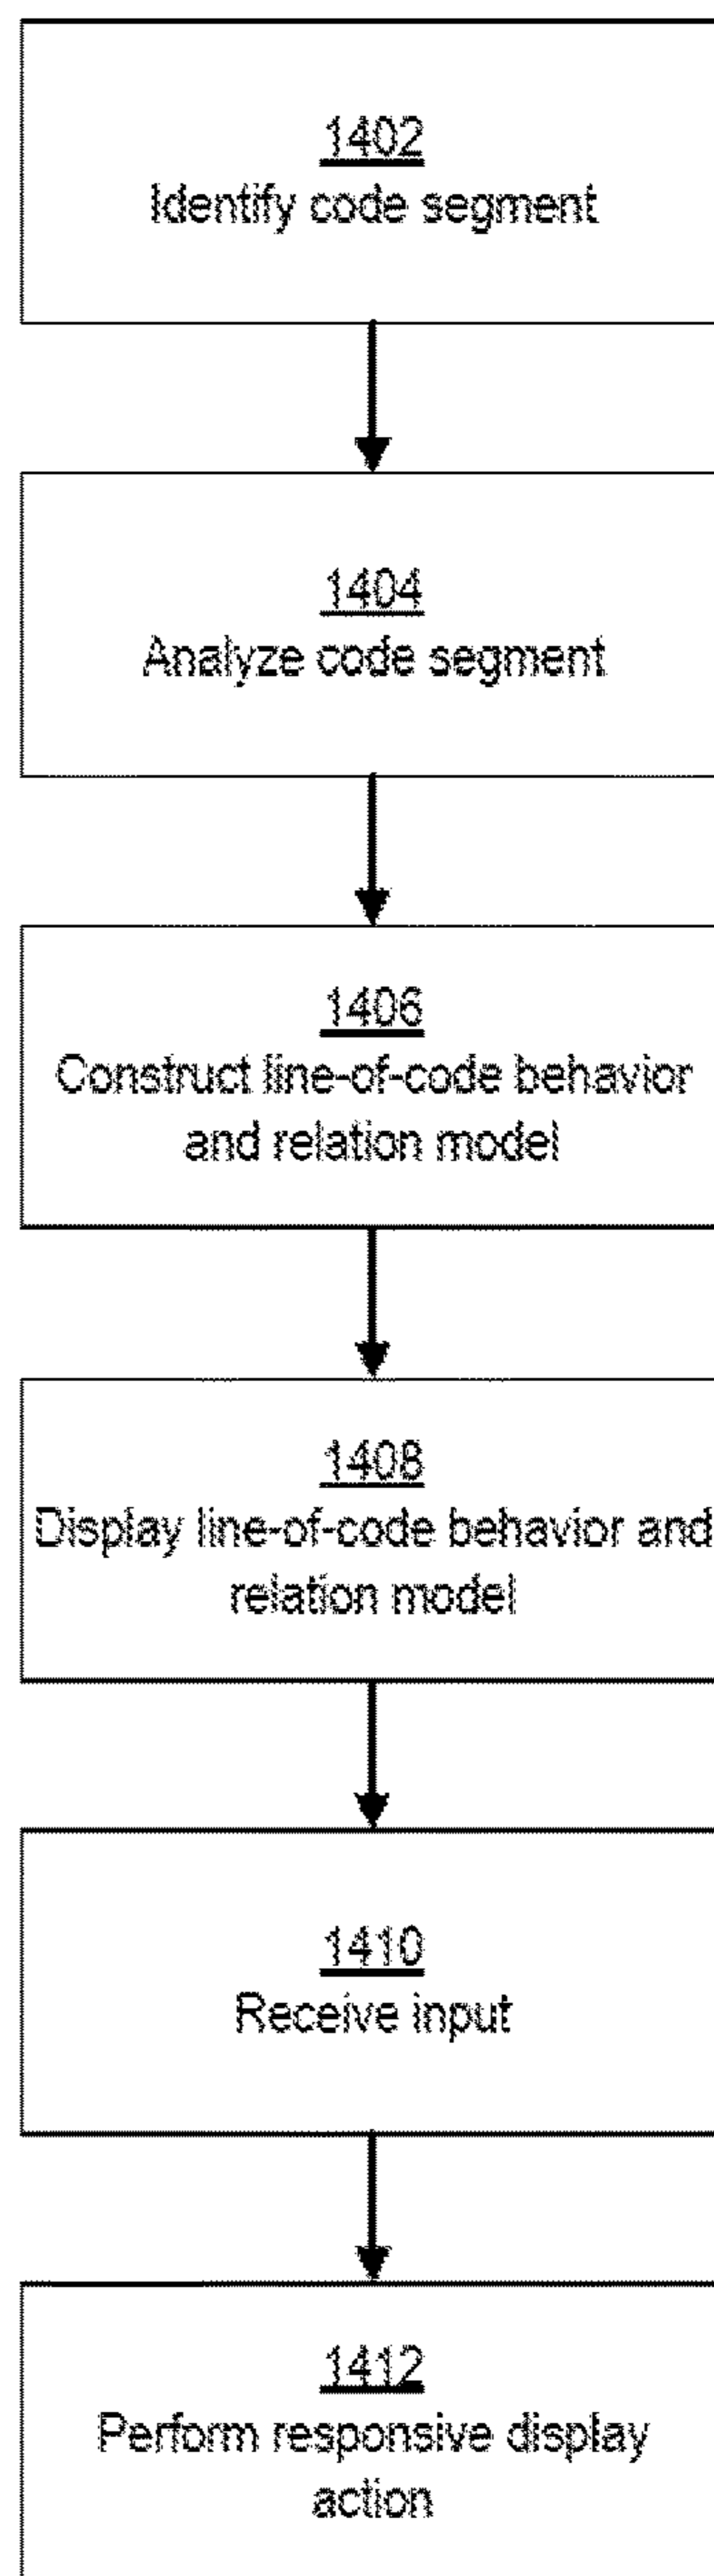 1402
Identify code segment
1404
Analyze code segment
1406
Construct line-of-code behavior
and relation model
1408
Display line-of-code behavior and
relation model
1410
Receive input
1412
Perform responsive display
action